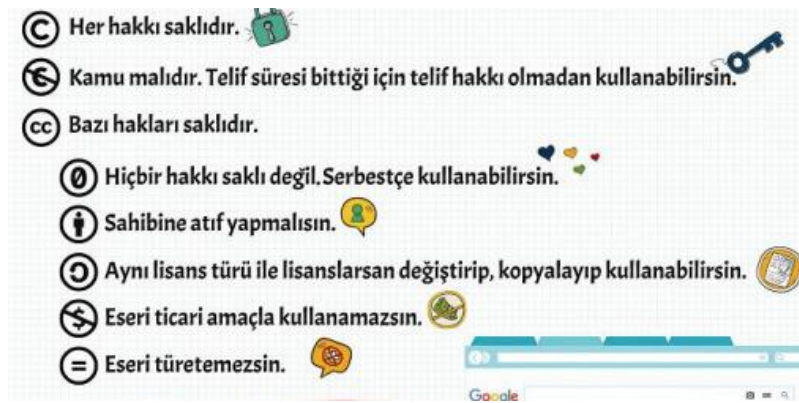 Her hakkı saklıdır.
Kamu malıdır. Telif süresi bittiği için telif hakkı olmadan kullanabilirsin.
cc Bazı hakları saklıdır.
0 Hiçbir hakkı saklı değil.Serbestçe kullanabilirsin.
Sahibine atıf yapmalısın.
Aynı lisans türü ile lisanslarsan değiştirip, kopyalayıp kullanabilirsin.
$ Eseri ticari amaçla kullanamazsın.
= Eseri türetemezsin.
Google